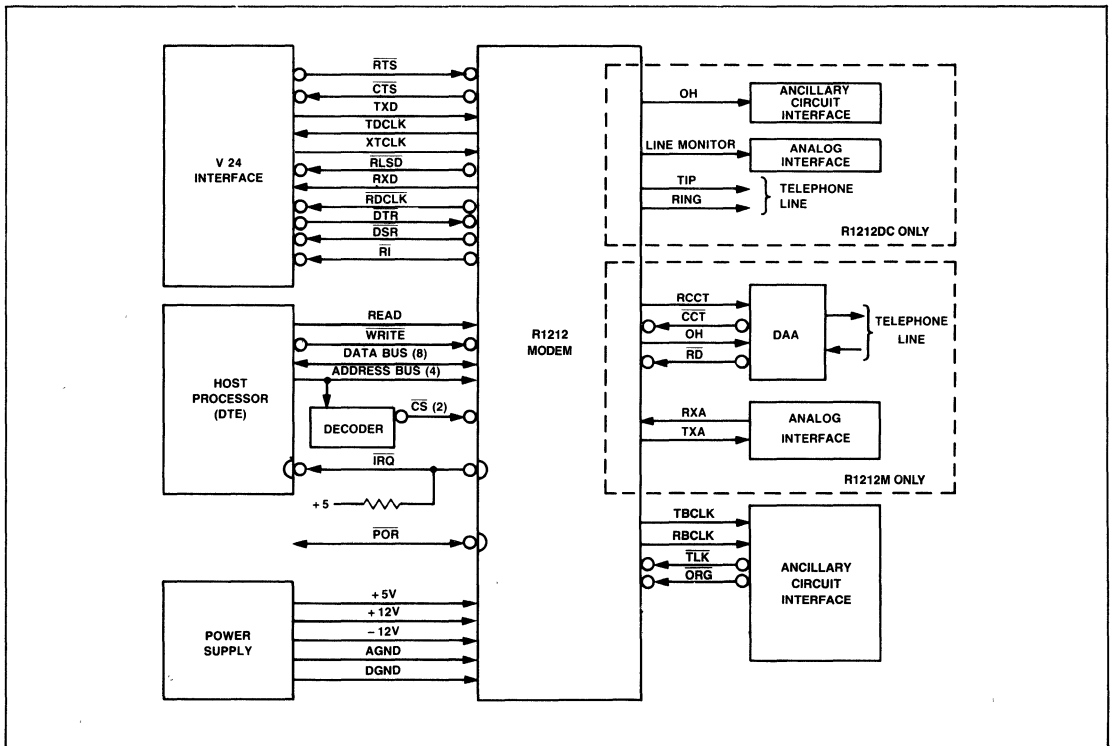 V 24
INTERFACE
RTS
CTS
TXD
TDCLK
XTCLK
RLSD
RXD
RDCLK
DTR
DSR
RI
HOST
PROCESSOR
(DTE)
READ
WRITE
DATA BUS (8)
ADDRESS BUS (4)
DECODER
CS (2)
IRQ
+5
POR
POWER
SUPPLY
+5V
+12V
−12V
AGND
DGND
R1212
MODEM
OH
ANCILLARY
CIRCUIT
INTERFACE
LINE MONITOR
ANALOG
INTERFACE
TIP
RING
TELEPHONE
LINE
R1212DC ONLY
RCCT
CCT
OH
RD
DAA
TELEPHONE
LINE
RXA
TXA
ANALOG
INTERFACE
R1212M ONLY
TBCLK
RBCLK
TLK
ORG
ANCILLARY
CIRCUIT
INTERFACE